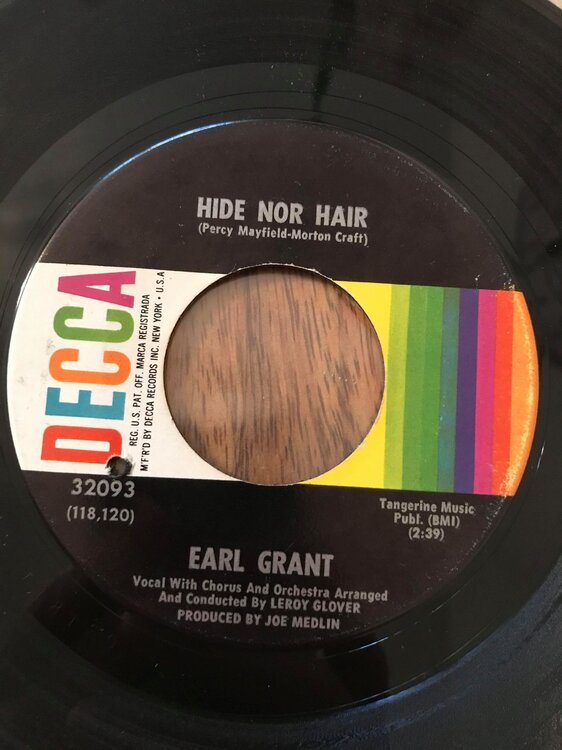 HIDE NOR HAIR
(Percy Mayfield-Morton Craft)
DECCA
REG. U.S. PAT. OFF. MARCA REGISTRADA
M'F'R'D BY DECCA RECORDS INC. NEW YORK • U.S.A
32093
(118,120)
Tangerine Music
Publ. (BMI)
(2:39)
EARL GRANT
Vocal With Chorus And Orchestra Arranged
And Conducted By LEROY GLOVER
PRODUCED BY JOE MEDLIN